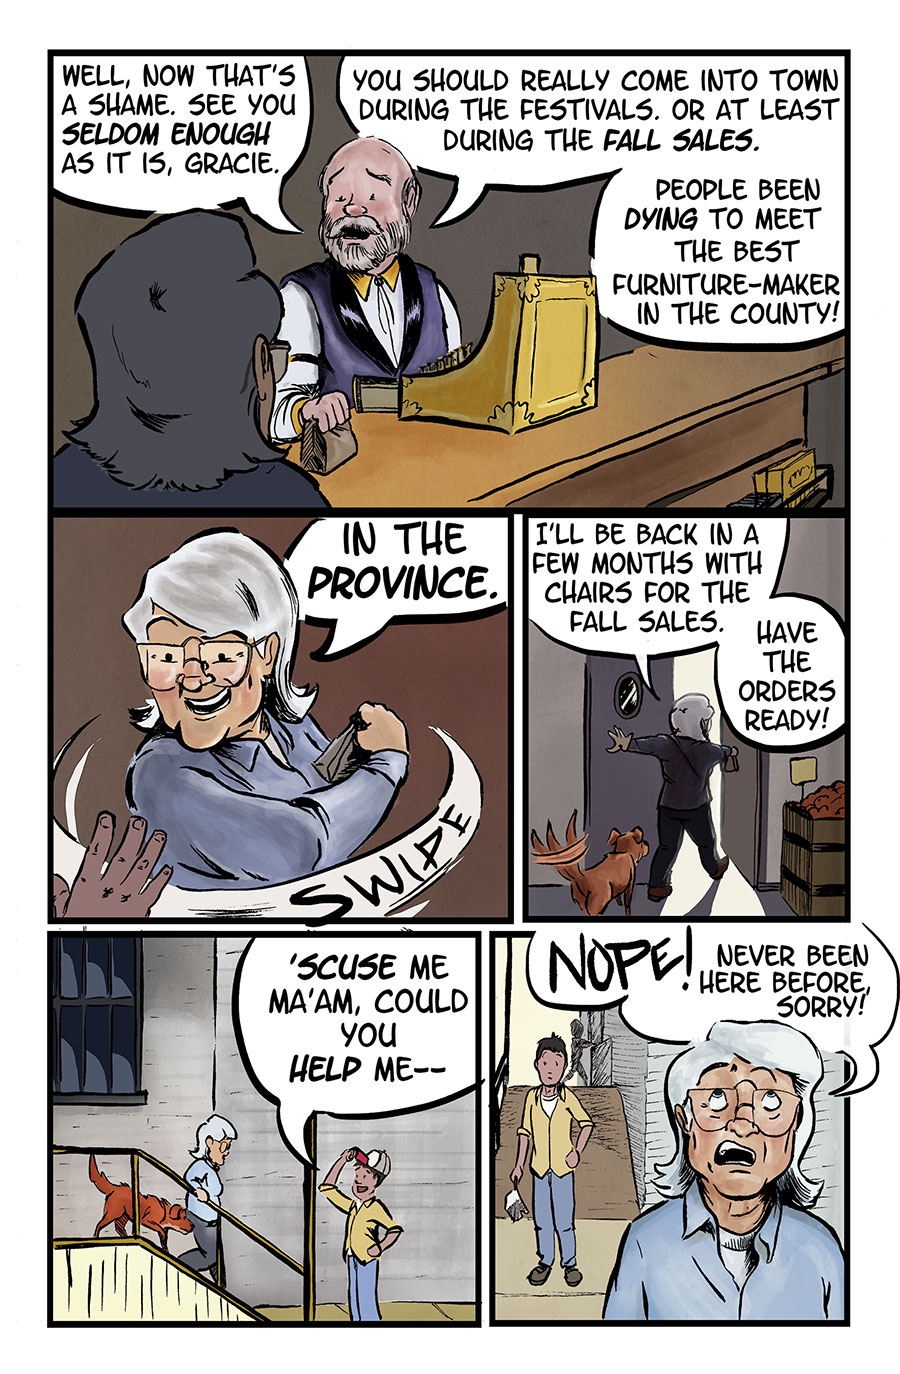 WELL, NOW THAT'S
A SHAME. SEE YOU
SELDOM ENOUGH
AS IT IS, GRACIE.
YOU SHOULD REALLY COME INTO TOWN
DURING THE FESTIVALS. OR AT LEAST
DURING THE FALL SALES.
PEOPLE BEEN
DYING TO MEET
THE BEST
FURNITURE-MAKER
IN THE COUNTY!
IN THE
PROVINCE.
SWIPE
I'LL BE BACK IN A
FEW MONTHS WITH
CHAIRS FOR THE
FALL SALES.
HAVE
THE
ORDERS
READY!
'SCUSE ME
MA'AM, COULD
YOU
HELP ME--
NOPE! NEVER BEEN
HERE BEFORE,
SORRY!